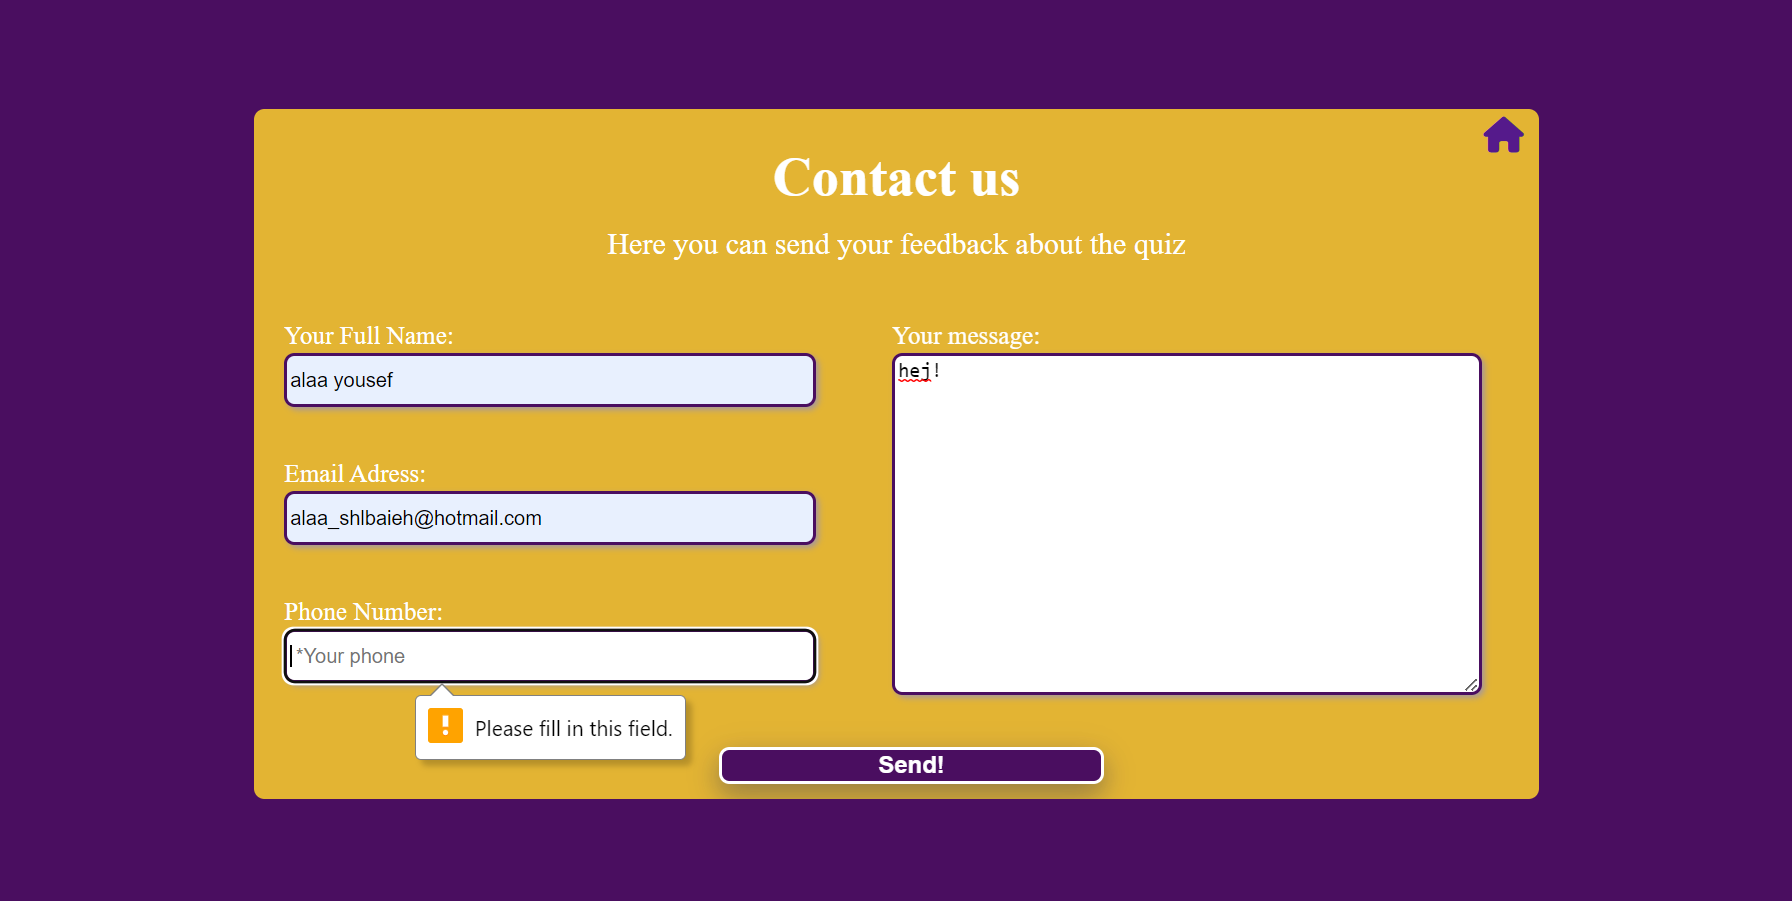 Contact us
Here you can send your feedback about the quiz
Your Full Name:
alaa yousef
Email Adress:
alaa_shlbaieh@hotmail.com
Phone Number:
*Your phone
Please fill in this field.
Your message:
hej!
Send!